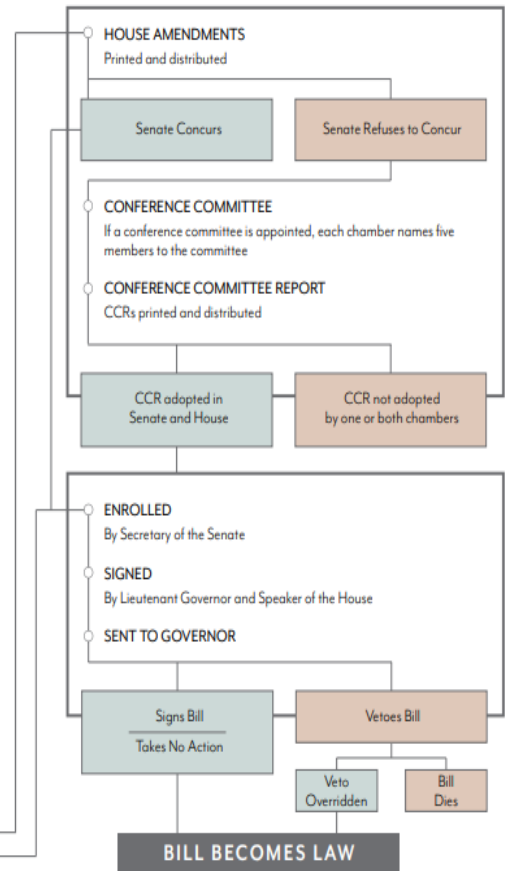 HOUSE AMENDMENTS
Printed and distributed
Senate Concurs
Senate Refuses to Concur
CONFERENCE COMMITTEE
If a conference committee is appointed, each chamber names five
members to the committee
CONFERENCE COMMITTEE REPORT
CCRs printed and distributed
CCR adopted in
Senate and House
CCR not adopted
by one or both chambers
ENROLLED
By Secretary of the Senate
SIGNED
By Lieutenant Governor and Speaker of the House
SENT TO GOVERNOR
Signs Bill
Takes No Action
Vetoes Bill
Veto
Overridden
Bill
Dies
BILL BECOMES LAW